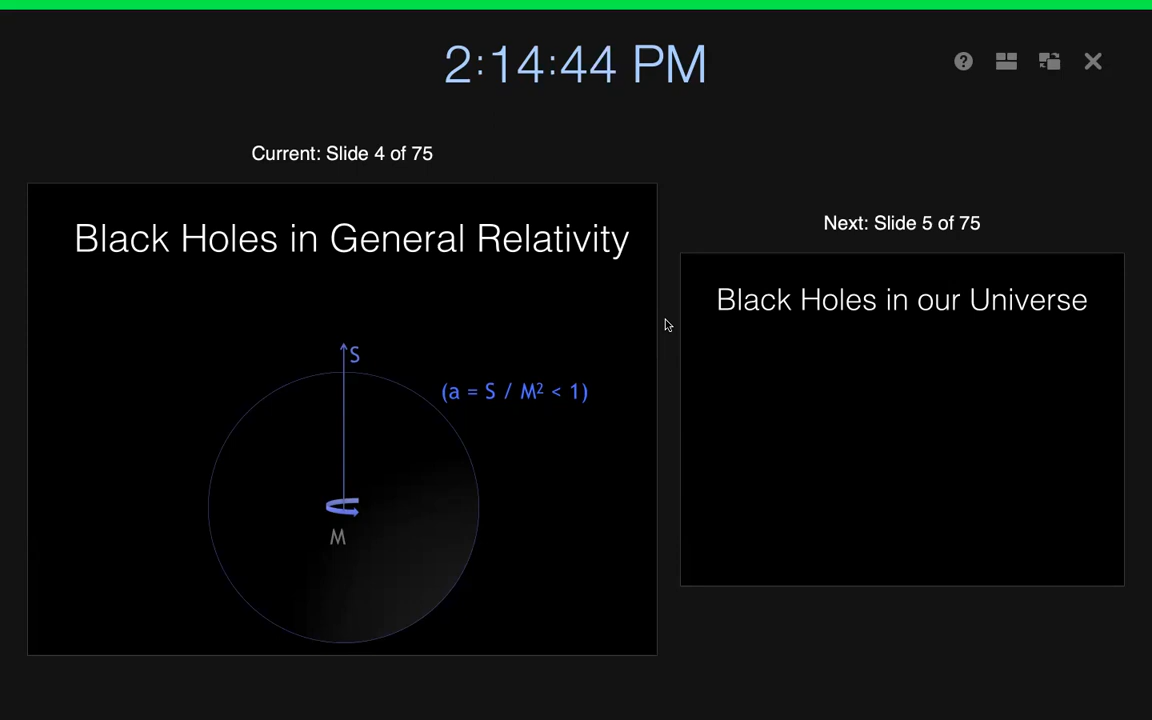 2:14:44 PM
Current: Slide 4 of 75
Black Holes in General Relativity
S
(a = S / M² < 1)
M
Next: Slide 5 of 75
Black Holes in our Universe